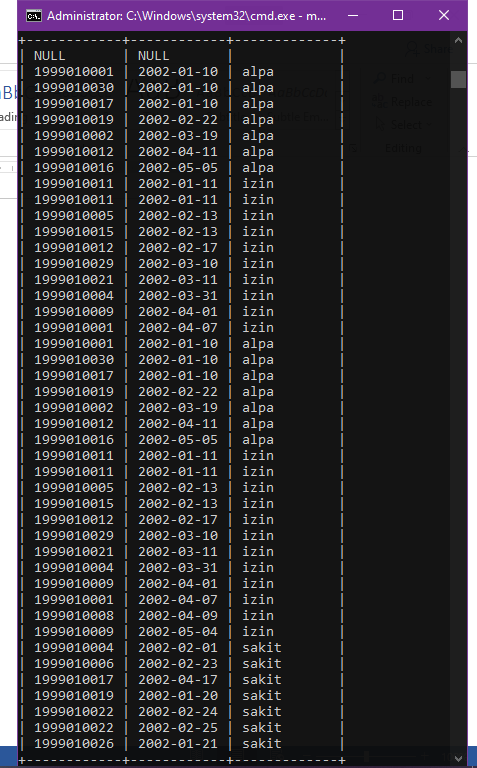 Administrator: C:\Windows\system32\cmd.exe - m...
+------------+------------+-------------+
| NULL | NULL | |
| 1999010001 | 2002-01-10 | alpa |
| 1999010030 | 2002-01-10 | alpa |
| 1999010017 | 2002-01-10 | alpa |
| 1999010019 | 2002-02-22 | alpa |
| 1999010002 | 2002-03-19 | alpa |
| 1999010012 | 2002-04-11 | alpa |
| 1999010016 | 2002-05-05 | alpa |
| 1999010011 | 2002-01-11 | izin |
| 1999010011 | 2002-01-11 | izin |
| 1999010005 | 2002-02-13 | izin |
| 1999010015 | 2002-02-13 | izin |
| 1999010012 | 2002-02-17 | izin |
| 1999010029 | 2002-03-10 | izin |
| 1999010021 | 2002-03-11 | izin |
| 1999010004 | 2002-03-31 | izin |
| 1999010009 | 2002-04-01 | izin |
| 1999010001 | 2002-04-07 | izin |
| 1999010001 | 2002-01-10 | alpa |
| 1999010030 | 2002-01-10 | alpa |
| 1999010017 | 2002-01-10 | alpa |
| 1999010019 | 2002-02-22 | alpa |
| 1999010002 | 2002-03-19 | alpa |
| 1999010012 | 2002-04-11 | alpa |
| 1999010016 | 2002-05-05 | alpa |
| 1999010011 | 2002-01-11 | izin |
| 1999010011 | 2002-01-11 | izin |
| 1999010005 | 2002-02-13 | izin |
| 1999010015 | 2002-02-13 | izin |
| 1999010012 | 2002-02-17 | izin |
| 1999010029 | 2002-03-10 | izin |
| 1999010021 | 2002-03-11 | izin |
| 1999010004 | 2002-03-31 | izin |
| 1999010009 | 2002-04-01 | izin |
| 1999010001 | 2002-04-07 | izin |
| 1999010008 | 2002-04-09 | izin |
| 1999010009 | 2002-05-04 | izin |
| 1999010004 | 2002-02-01 | sakit |
| 1999010006 | 2002-02-23 | sakit |
| 1999010017 | 2002-04-17 | sakit |
| 1999010019 | 2002-01-20 | sakit |
| 1999010022 | 2002-02-24 | sakit |
| 1999010022 | 2002-02-25 | sakit |
| 1999010026 | 2002-01-21 | sakit |
+------------+------------+-------------+
Find
Replace
Select
Editing